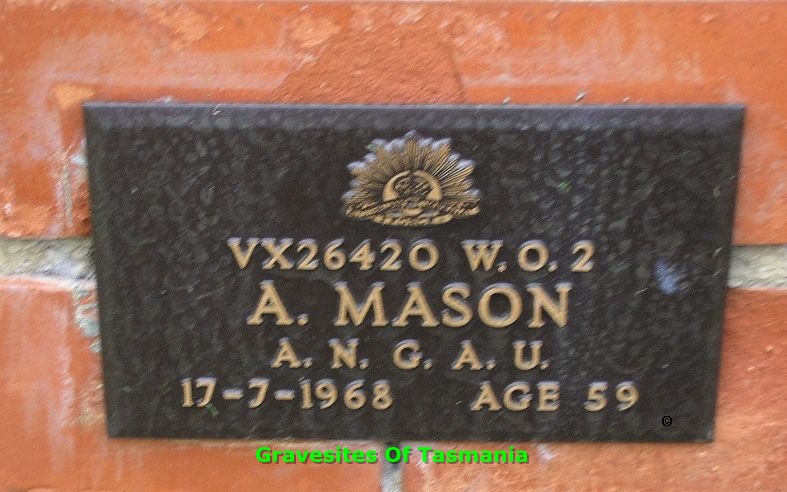 VX26420 W.O.2
A. MASON
A. N. G. A. U.
17-7-1968 AGE 59
©
Gravesites Of Tasmania